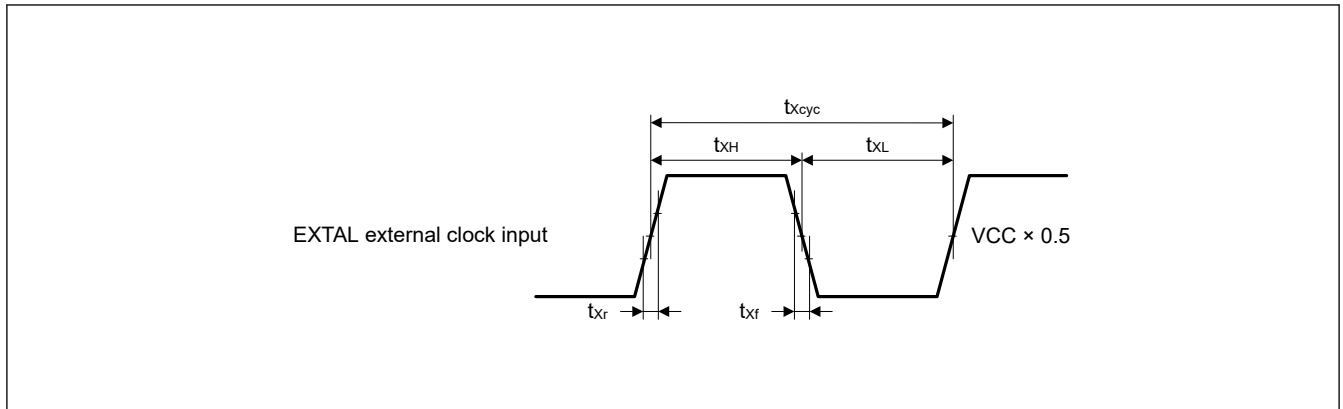 tXcyc
tXH
tXL
EXTAL external clock input
VCC × 0.5
tXr
tXf